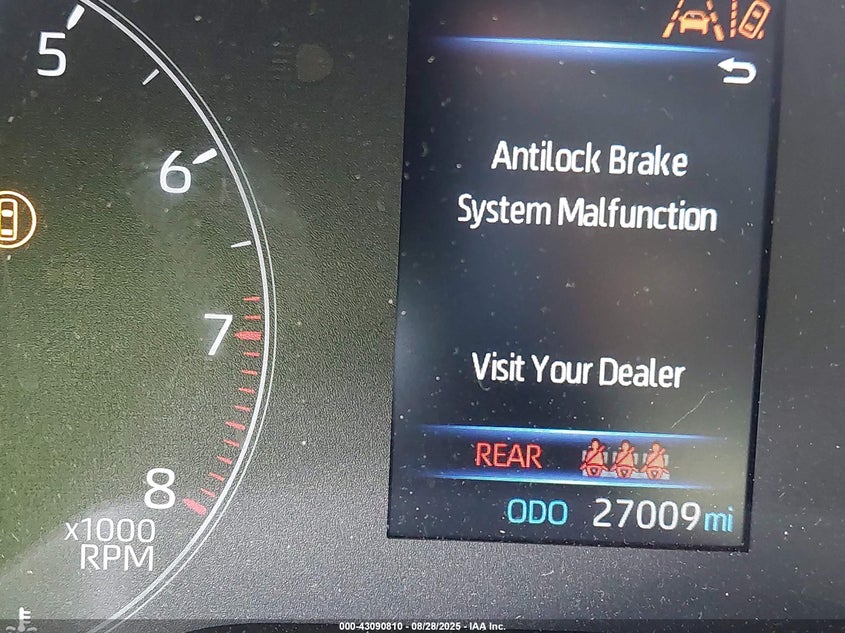 5
6
7
8
x1000
RPM
Antilock Brake
System Malfunction
Visit Your Dealer
REAR
ODO 27009 mi
000-43090810 - 08/28/2025 - IAA Inc.